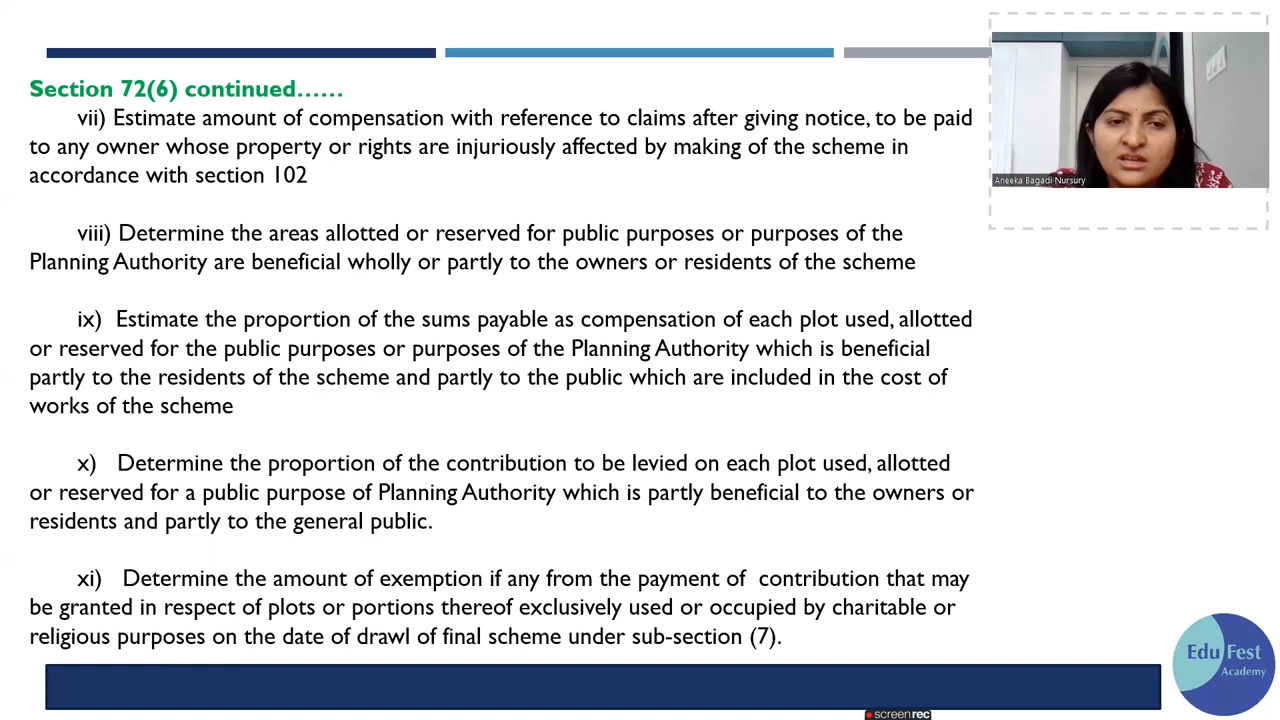 Section 72(6) continued……
vii) Estimate amount of compensation with reference to claims after giving notice, to be paid
to any owner whose property or rights are injuriously affected by making of the scheme in
accordance with section 102
viii) Determine the areas allotted or reserved for public purposes or purposes of the
Planning Authority are beneficial wholly or partly to the owners or residents of the scheme
ix) Estimate the proportion of the sums payable as compensation of each plot used, allotted
or reserved for the public purposes or purposes of the Planning Authority which is beneficial
partly to the residents of the scheme and partly to the public which are included in the cost of
works of the scheme
x) Determine the proportion of the contribution to be levied on each plot used, allotted
or reserved for a public purpose of Planning Authority which is partly beneficial to the owners or
residents and partly to the general public.
xi) Determine the amount of exemption if any from the payment of contribution that may
be granted in respect of plots or portions thereof exclusively used or occupied by charitable or
religious purposes on the date of drawl of final scheme under sub-section (7).
Aneeka Bagadi Nursury
Edu Fest
Academy
screenrec